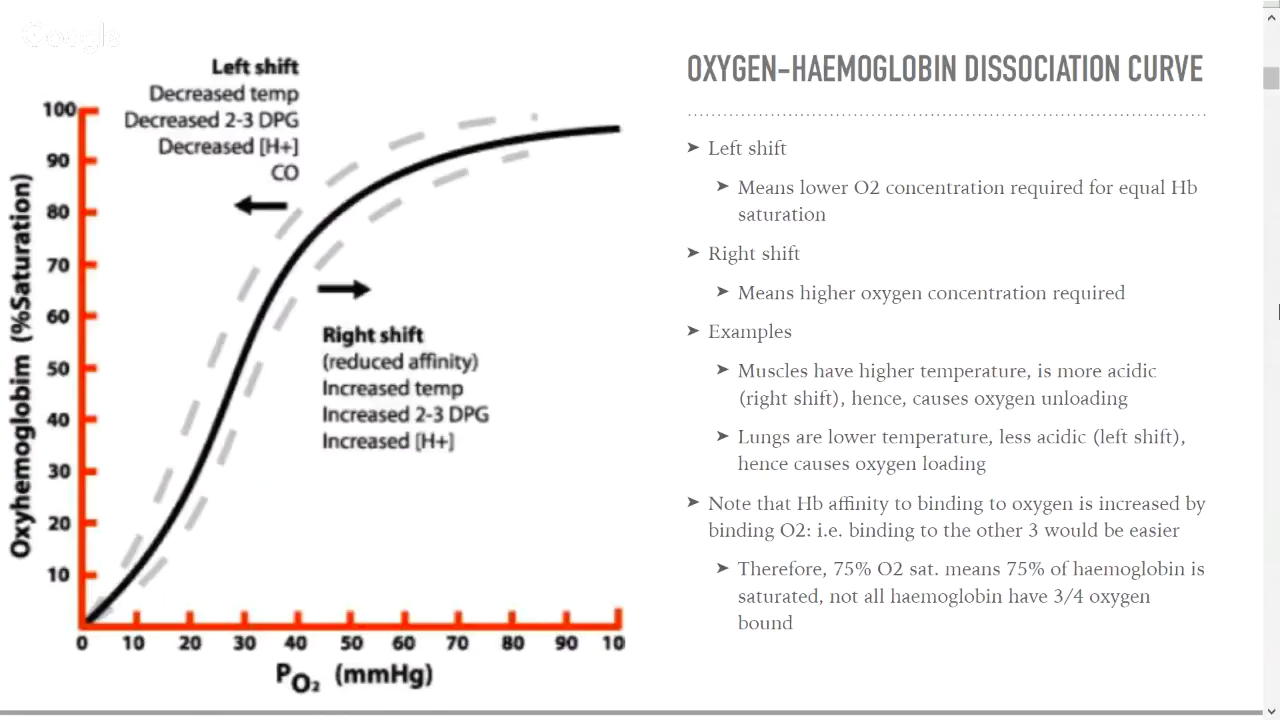 Google
Left shift
Decreased temp
Decreased 2-3 DPG
Decreased [H+]
CO
100
90
80
70
60
50
40
30
20
10
Oxyhemoglobim (%Saturation)
Right shift
(reduced affinity)
Increased temp
Increased 2-3 DPG
Increased [H+]
0 10 20 30 40 50 60 70 80 90 10
PO2 (mmHg)
OXYGEN-HAEMOGLOBIN DISSOCIATION CURVE
➤ Left shift
➤ Means lower O2 concentration required for equal Hb
saturation
➤ Right shift
➤ Means higher oxygen concentration required
➤ Examples
➤ Muscles have higher temperature, is more acidic
(right shift), hence, causes oxygen unloading
➤ Lungs are lower temperature, less acidic (left shift),
hence causes oxygen loading
➤ Note that Hb affinity to binding to oxygen is increased by
binding O2: i.e. binding to the other 3 would be easier
➤ Therefore, 75% O2 sat. means 75% of haemoglobin is
saturated, not all haemoglobin have 3/4 oxygen
bound